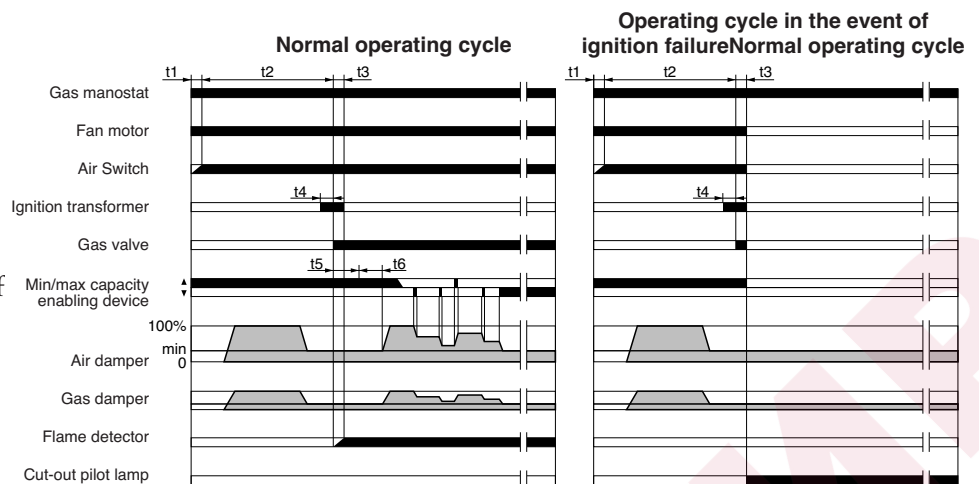 Normal operating cycle
Operating cycle in the event of
ignition failureNormal operating cycle
t1 t2 t3
t1 t2 t3
Gas manostat
Fan motor
Air Switch
t4
t4
Ignition transformer
Gas valve
t5 t6
f
Min/max capacity
enabling device
100%
min
0
Air damper
Gas damper
Flame detector
Cut-out pilot lamp